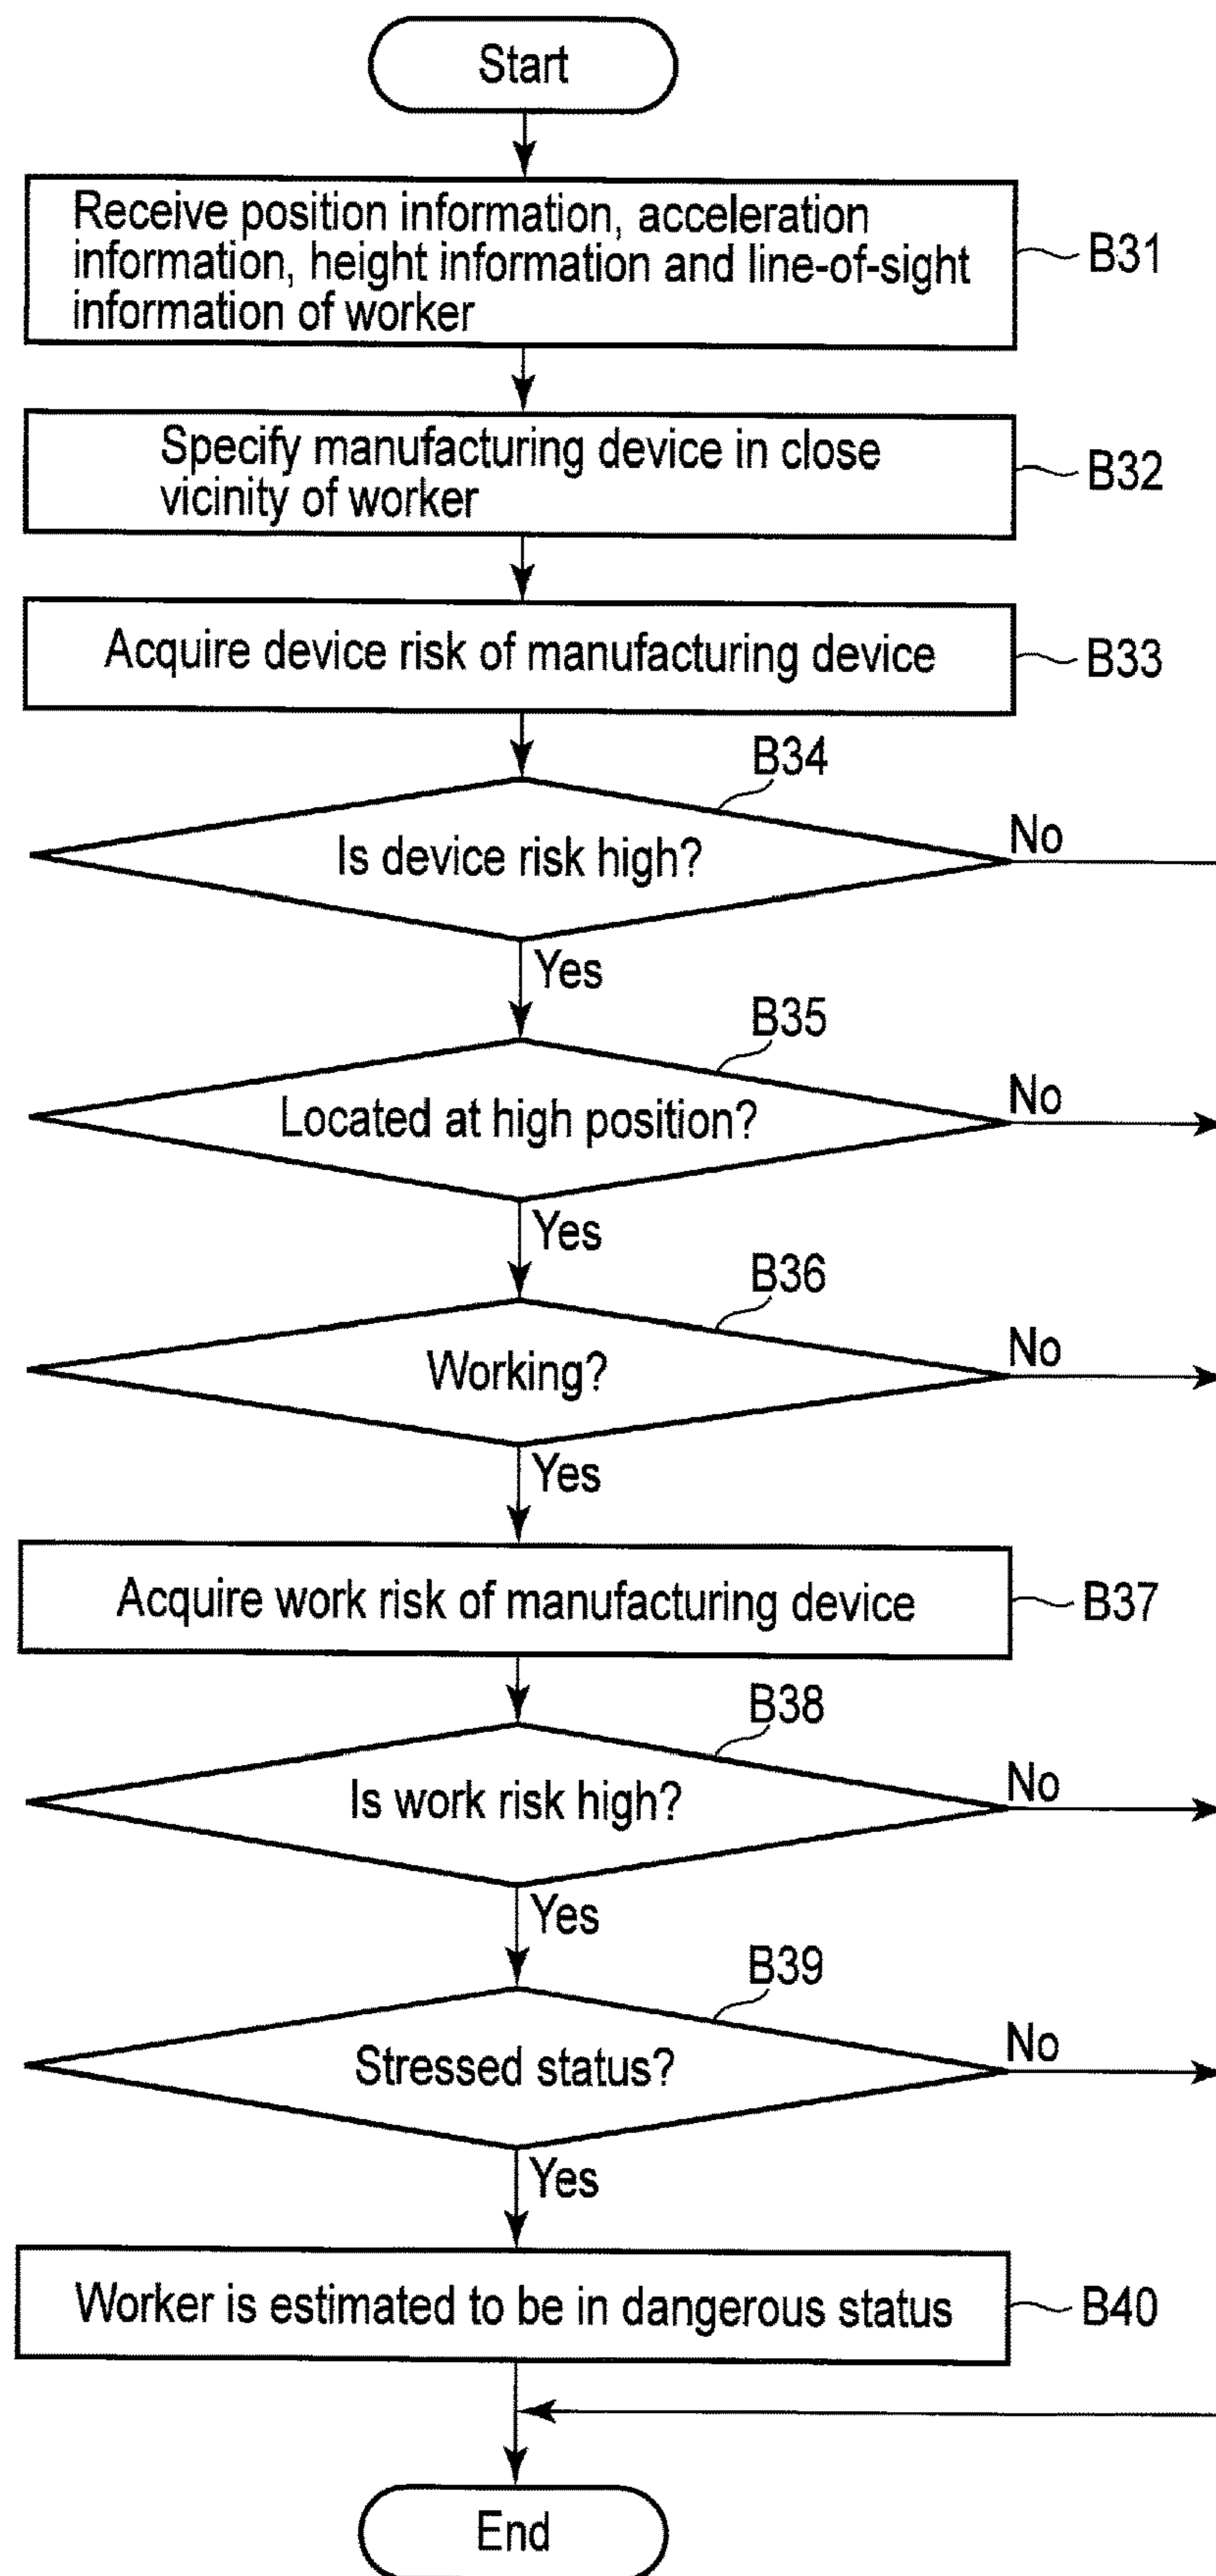 Start
Receive position information, acceleration
information, height information and line-of-sight
information of worker
B31
Specify manufacturing device in close
vicinity of worker
B32
Acquire device risk of manufacturing device
B33
B34
Is device risk high?
No
Yes
B35
Located at high position?
No
Yes
B36
Working?
No
Yes
Acquire work risk of manufacturing device
B37
B38
Is work risk high?
No
Yes
B39
Stressed status?
No
Yes
Worker is estimated to be in dangerous status
B40
End